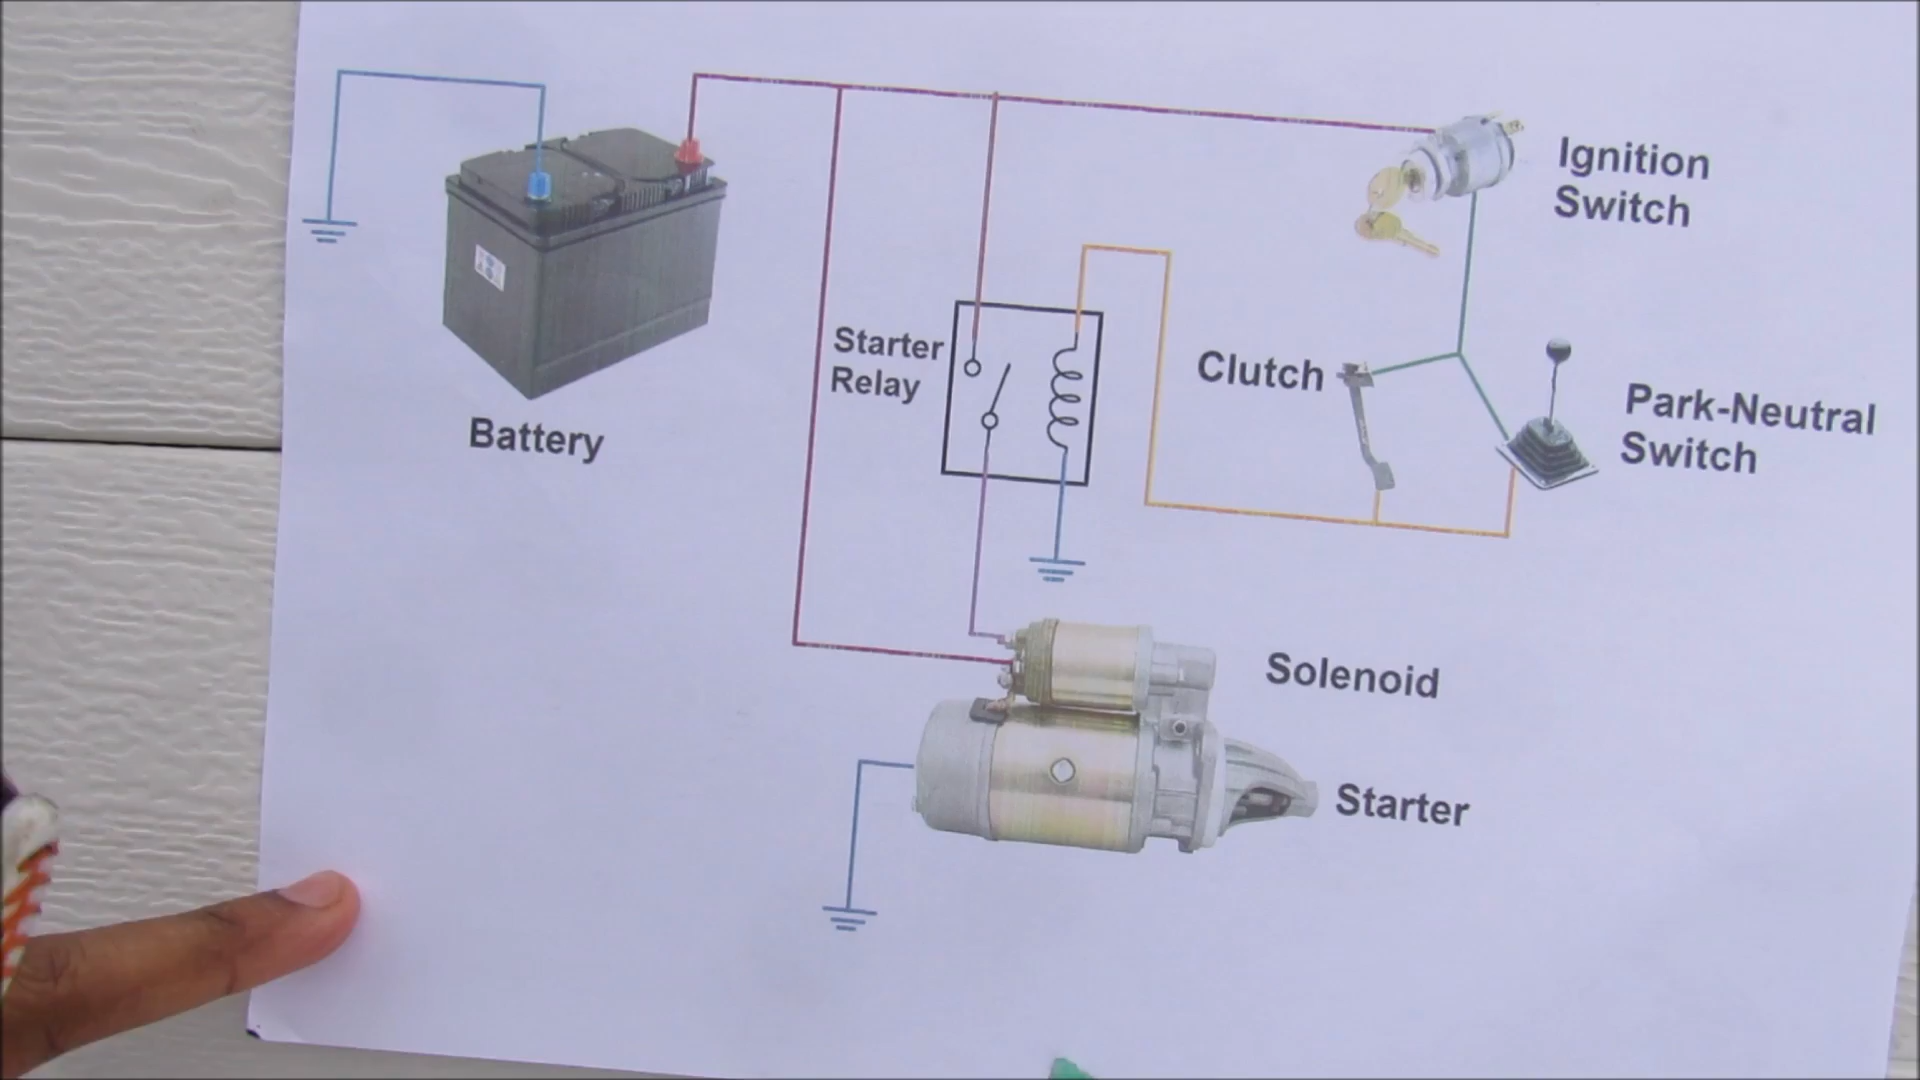 Ignition
Switch
Starter
Relay
Clutch
Park-Neutral
Switch
Battery
Solenoid
Starter